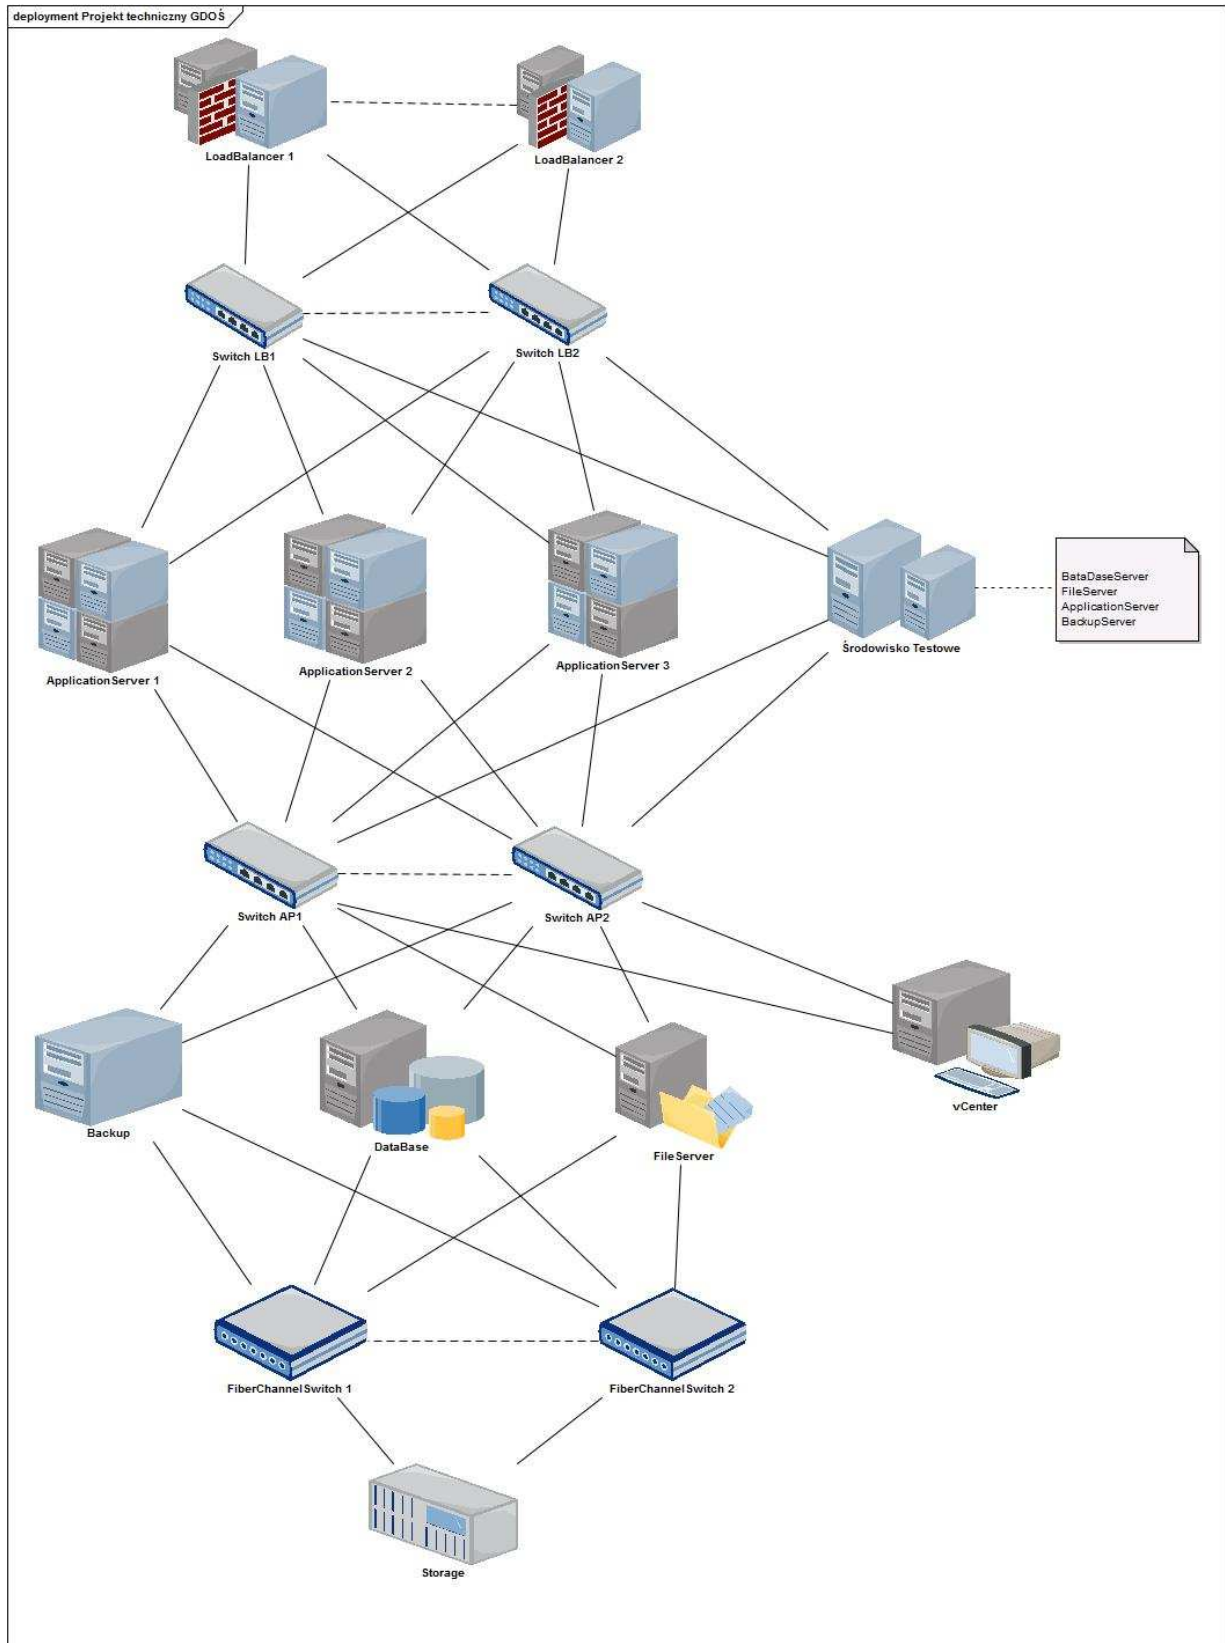 deployment Projekt techniczny GDOŚ
LoadBalancer 1
LoadBalancer 2
Switch LB1
Switch LB2
BataDaseServer
FileServer
ApplicationServer
BackupServer
Środowisko Testowe
ApplicationServer 1
ApplicationServer 2
ApplicationServer 3
Switch AP1
Switch AP2
vCenter
Backup
DataBase
FileServer
FiberChannelSwitch 1
FiberChannelSwitch 2
Storage